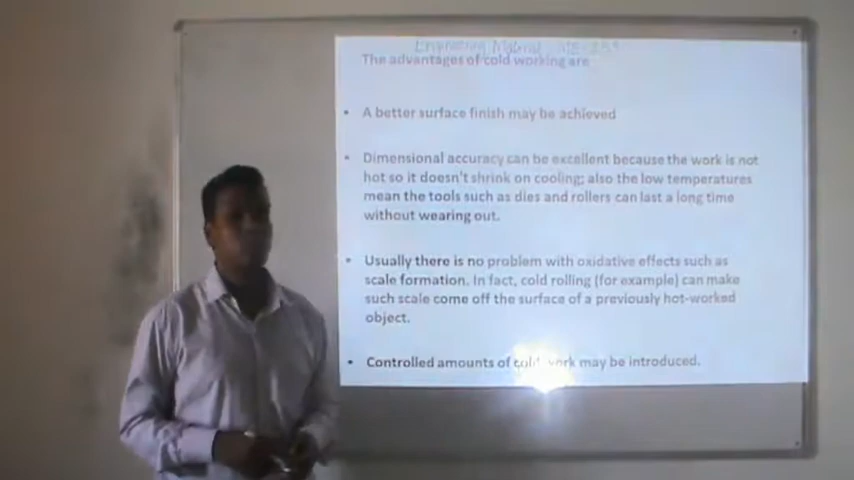 Engineering Material
The advantages of cold working are
• A better surface finish may be achieved
• Dimensional accuracy can be excellent because the work is not
hot so it doesn't shrink on cooling; also the low temperatures
mean the tools such as dies and rollers can last a long time
without wearing out.
• Usually there is no problem with oxidative effects such as
scale formation. In fact, cold rolling (for example) can make
such scale come off the surface of a previously hot-worked
object.
• Controlled amounts of cold work may be introduced.